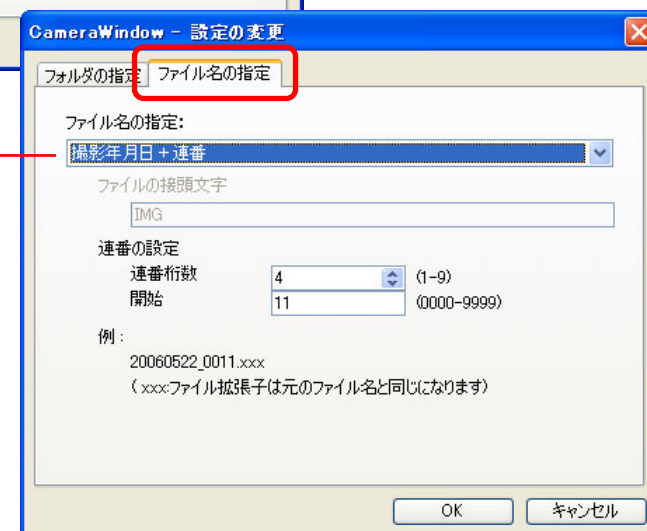 CameraWindow - 設定の変更
フォルダの指定 ファイル名の指定
ファイル名の指定:
撮影年月日+連番
ファイルの接頭文字
IMG
連番の設定
連番桁数 4 (1-9)
開始 11 (0000-9999)
例 :
20060522_0011.xxx
( xxx:ファイル拡張子は元のファイル名と同じになります)
OK キャンセル